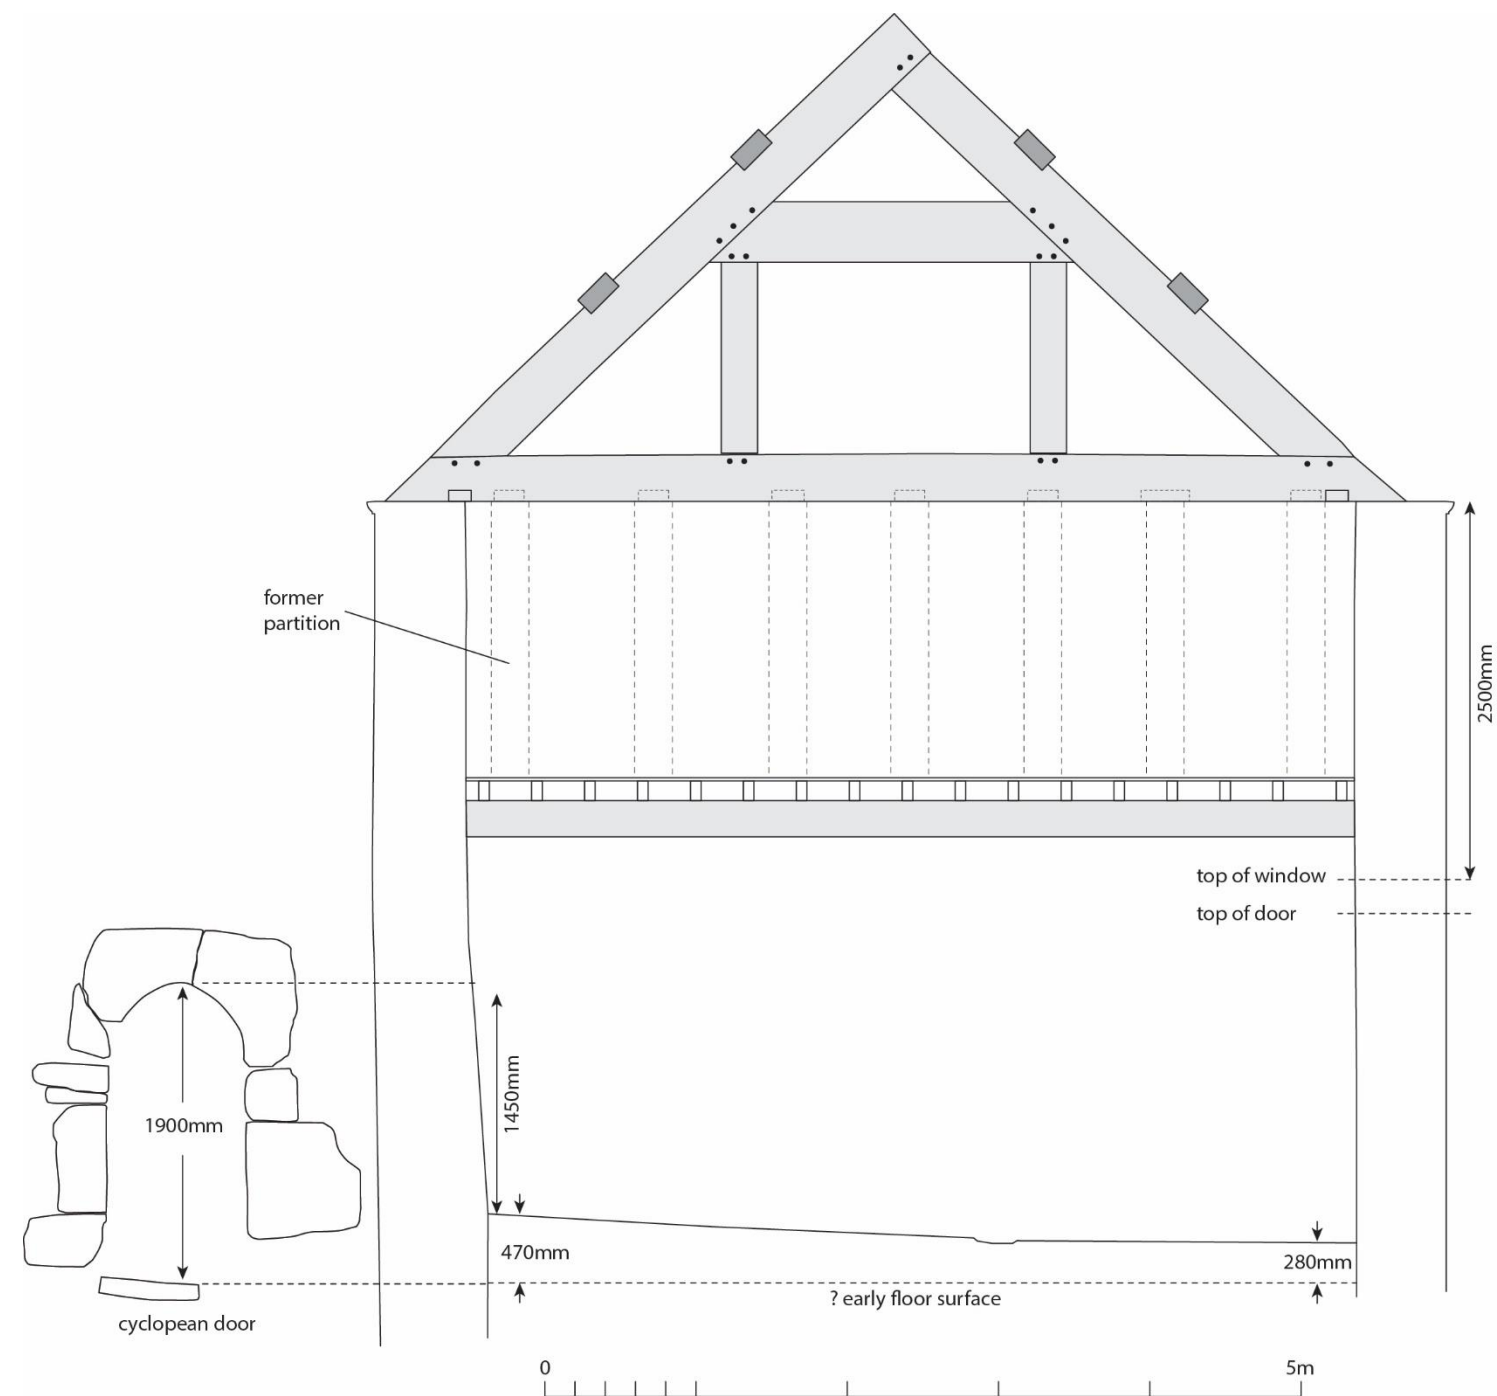 former
partition
2500mm
top of window
top of door
1450mm
1900mm
470mm
280mm
? early floor surface
cyclopean door
0
5m